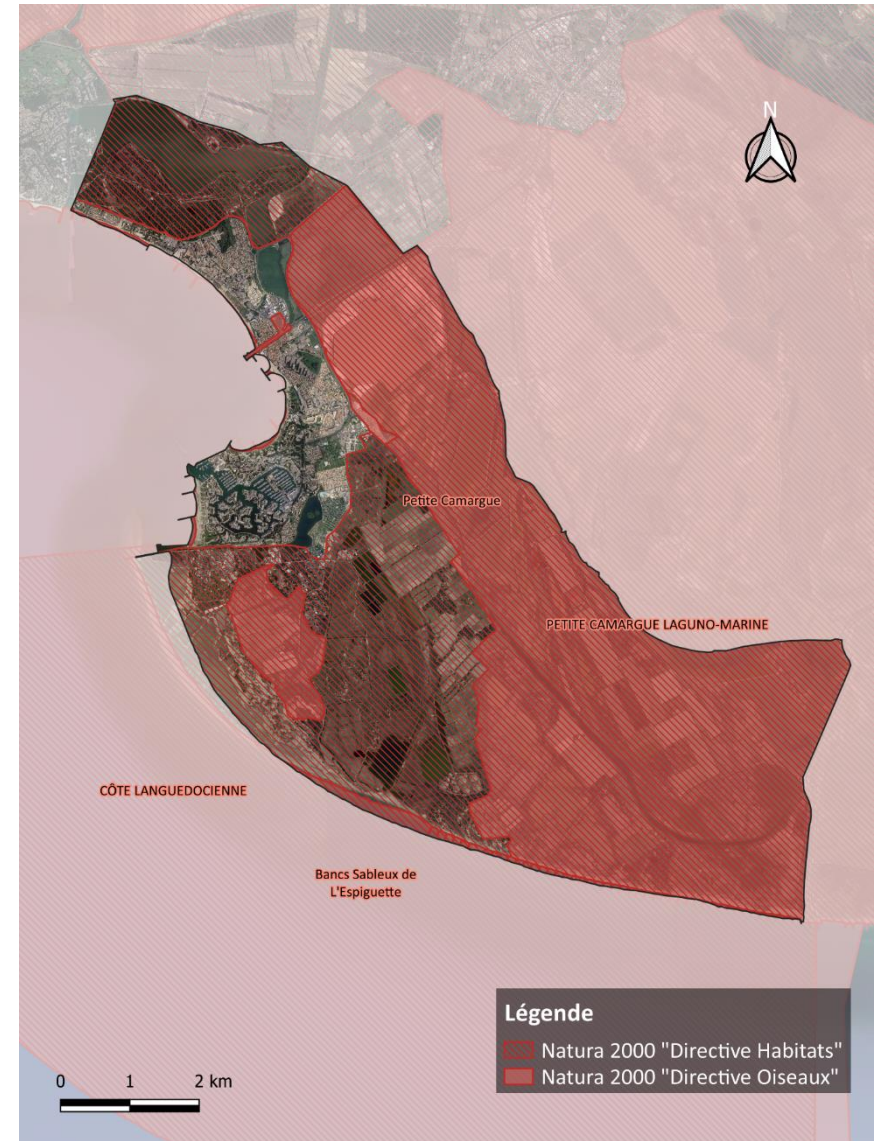 N
Petite Camargue
PETITE CAMARGUE LAGUNO-MARINE
CÔTE LANGUEDOCIENNE
Bancs Sableux de
L'Espiguette
Légende
Natura 2000 "Directive Habitats"
Natura 2000 "Directive Oiseaux"
0 1 2 km